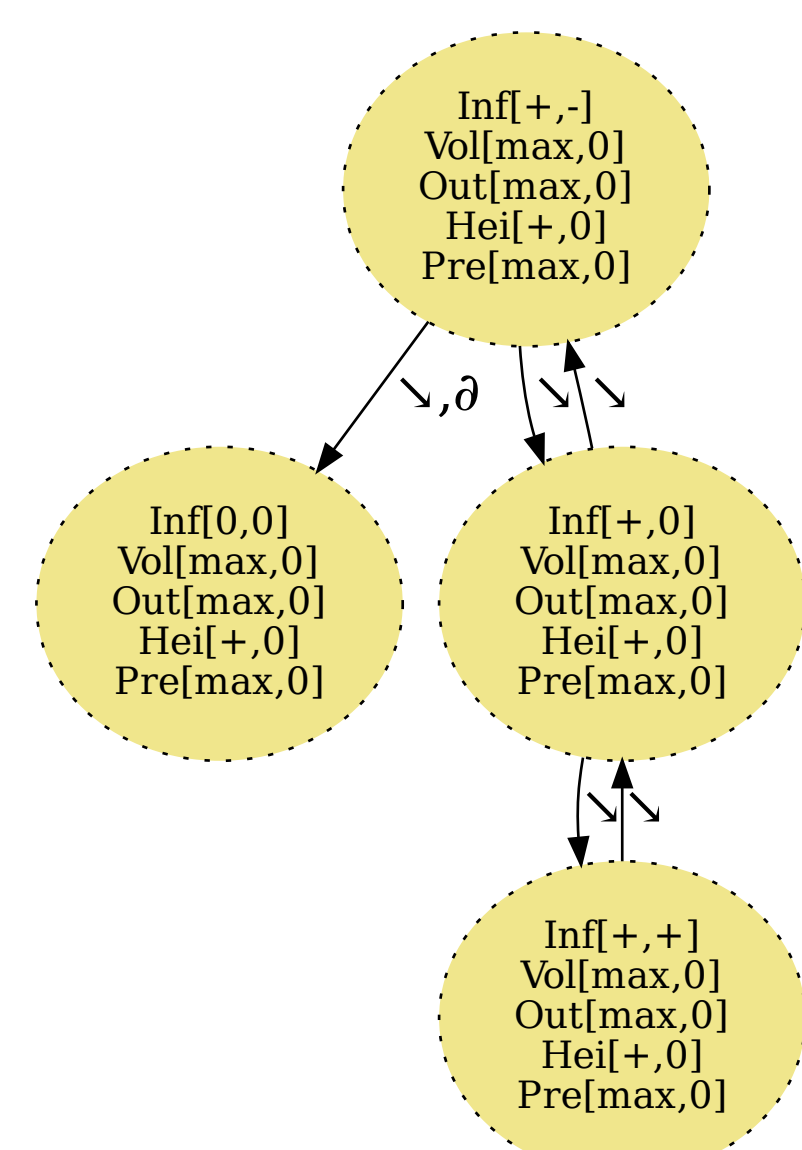 Inf[+,-]
Vol[max,0]
Out[max,0]
Hei[+,0]
Pre[max,0]
↘,∂
↘
↘
Inf[0,0]
Vol[max,0]
Out[max,0]
Hei[+,0]
Pre[max,0]
Inf[+,0]
Vol[max,0]
Out[max,0]
Hei[+,0]
Pre[max,0]
↘
↘
Inf[+,+]
Vol[max,0]
Out[max,0]
Hei[+,0]
Pre[max,0]